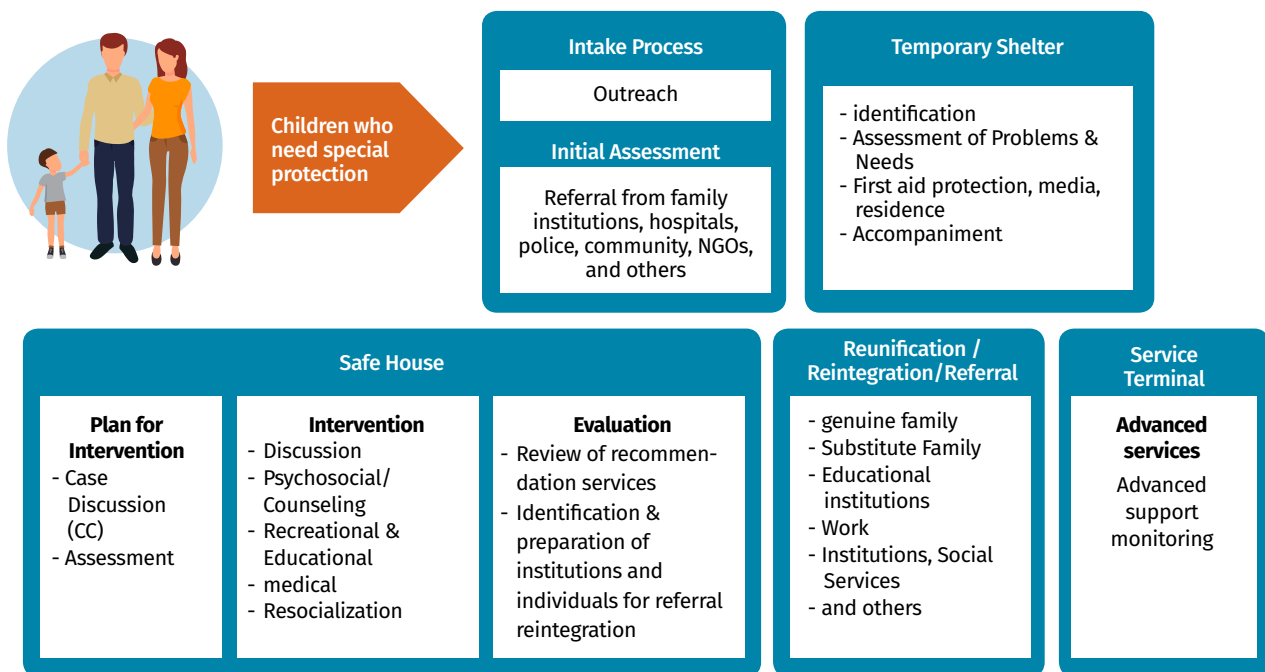 Children who
need special
protection
Intake Process
Outreach
Initial Assessment
Referral from family
institutions, hospitals,
police, community, NGOs,
and others
Temporary Shelter
- identification
- Assessment of Problems &
Needs
- First aid protection, media,
residence
- Accompaniment
Safe House
Plan for
Intervention
- Case
Discussion
(CC)
- Assessment
Intervention
- Discussion
- Psychosocial/
Counseling
- Recreational &
Educational
- medical
- Resocialization
Evaluation
- Review of recommen-
dation services
- Identification &
preparation of
institutions and
individuals for referral
reintegration
Reunification /
Reintegration/Referral
- genuine family
- Substitute Family
- Educational
institutions
- Work
- Institutions, Social
Services
- and others
Service
Terminal
Advanced
services
Advanced
support
monitoring